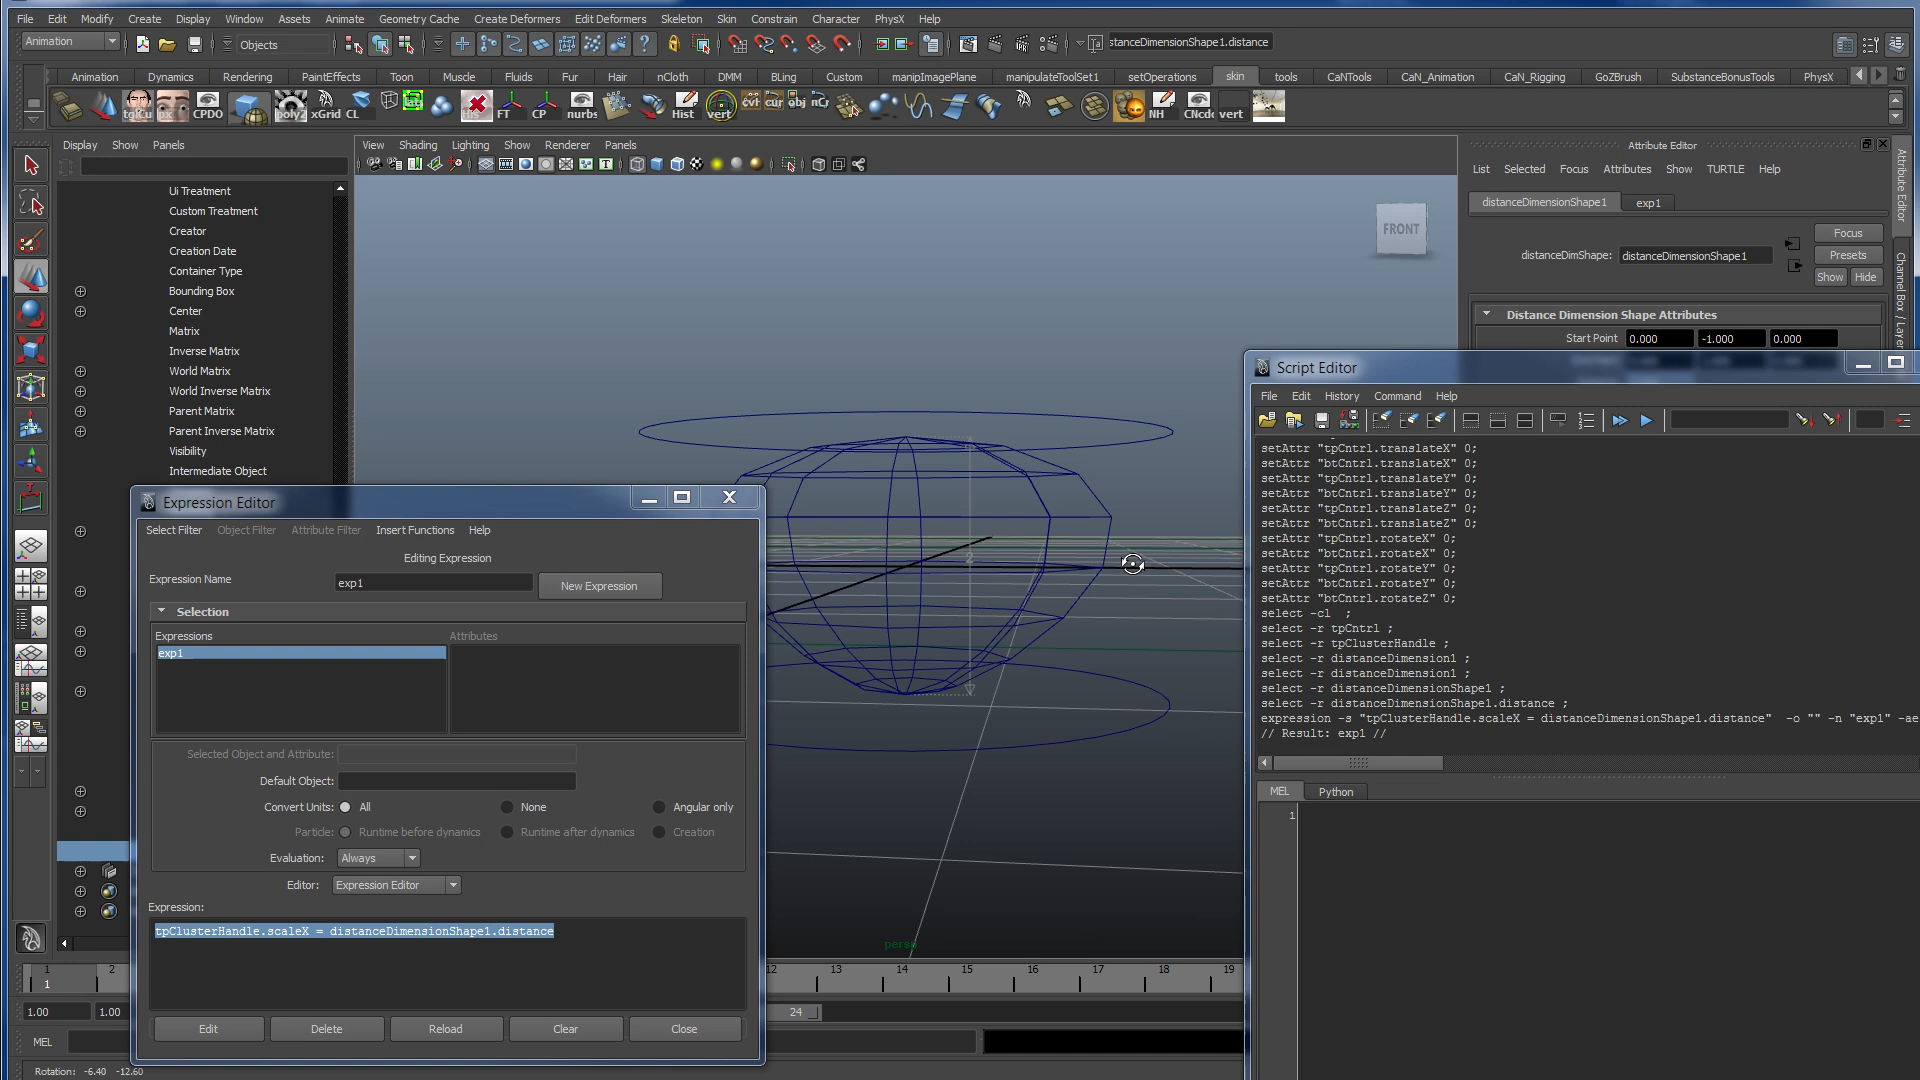 File Edit Modify Create Display Window Assets Animate Geometry Cache Create Deformers Edit Deformers Skeleton Skin Constrain Character PhysX Help
Animation Objects stanceDimensionShape1.distance
Animation Dynamics Rendering PaintEffects Toon Muscle Fluids Fur Hair nCloth DMM BLing Custom manipImagePlane manipulateToolSet1 setOperations skin tools CaNTools CaN_Animation CaN_Rigging GoZBrush SubstanceBonusTools PhysX
CPDO polyZ xGrid CL FT CP nurbs Hist vert cvi cur obj nCr NH CNcdc vert
Display Show Panels
Ui Treatment
Custom Treatment
Creator
Creation Date
Container Type
Bounding Box
Center
Matrix
Inverse Matrix
World Matrix
World Inverse Matrix
Parent Matrix
Parent Inverse Matrix
Visibility
Intermediate Object
View Shading Lighting Show Renderer Panels
FRONT
2
persp
Attribute Editor
List Selected Focus Attributes Show TURTLE Help
distanceDimensionShape1 exp1
Focus
distanceDimShape: distanceDimensionShape1
Presets
Show Hide
Distance Dimension Shape Attributes
Start Point 0.000 -1.000 0.000
Attribute Editor
Channel Box / Laye
Script Editor
File Edit History Command Help
setAttr "tpCntrl.translateX" 0;
setAttr "btCntrl.translateX" 0;
setAttr "tpCntrl.translateY" 0;
setAttr "btCntrl.translateY" 0;
setAttr "tpCntrl.translateZ" 0;
setAttr "btCntrl.translateZ" 0;
setAttr "tpCntrl.rotateX" 0;
setAttr "btCntrl.rotateX" 0;
setAttr "tpCntrl.rotateY" 0;
setAttr "btCntrl.rotateY" 0;
setAttr "btCntrl.rotateZ" 0;
select -cl  ;
select -r tpCntrl ;
select -r tpClusterHandle ;
select -r distanceDimension1 ;
select -r distanceDimension1 ;
select -r distanceDimensionShape1 ;
select -r distanceDimensionShape1.distance ;
expression -s "tpClusterHandle.scaleX = distanceDimensionShape1.distance"  -o "" -n "exp1" -ae
// Result: exp1 //
MEL Python
1
Expression Editor
Select Filter Object Filter Attribute Filter Insert Functions Help
Editing Expression
Expression Name exp1 New Expression
Selection
Expressions Attributes
exp1
Selected Object and Attribute:
Default Object:
Convert Units: All None Angular only
Particle: Runtime before dynamics Runtime after dynamics Creation
Evaluation: Always
Editor: Expression Editor
Expression:
tpClusterHandle.scaleX = distanceDimensionShape1.distance
Edit Delete Reload Clear Close
1 2 12 13 14 15 16 17 18 19
1
1.00 1.00 24
MEL
Rotation: -6.40 -12.60